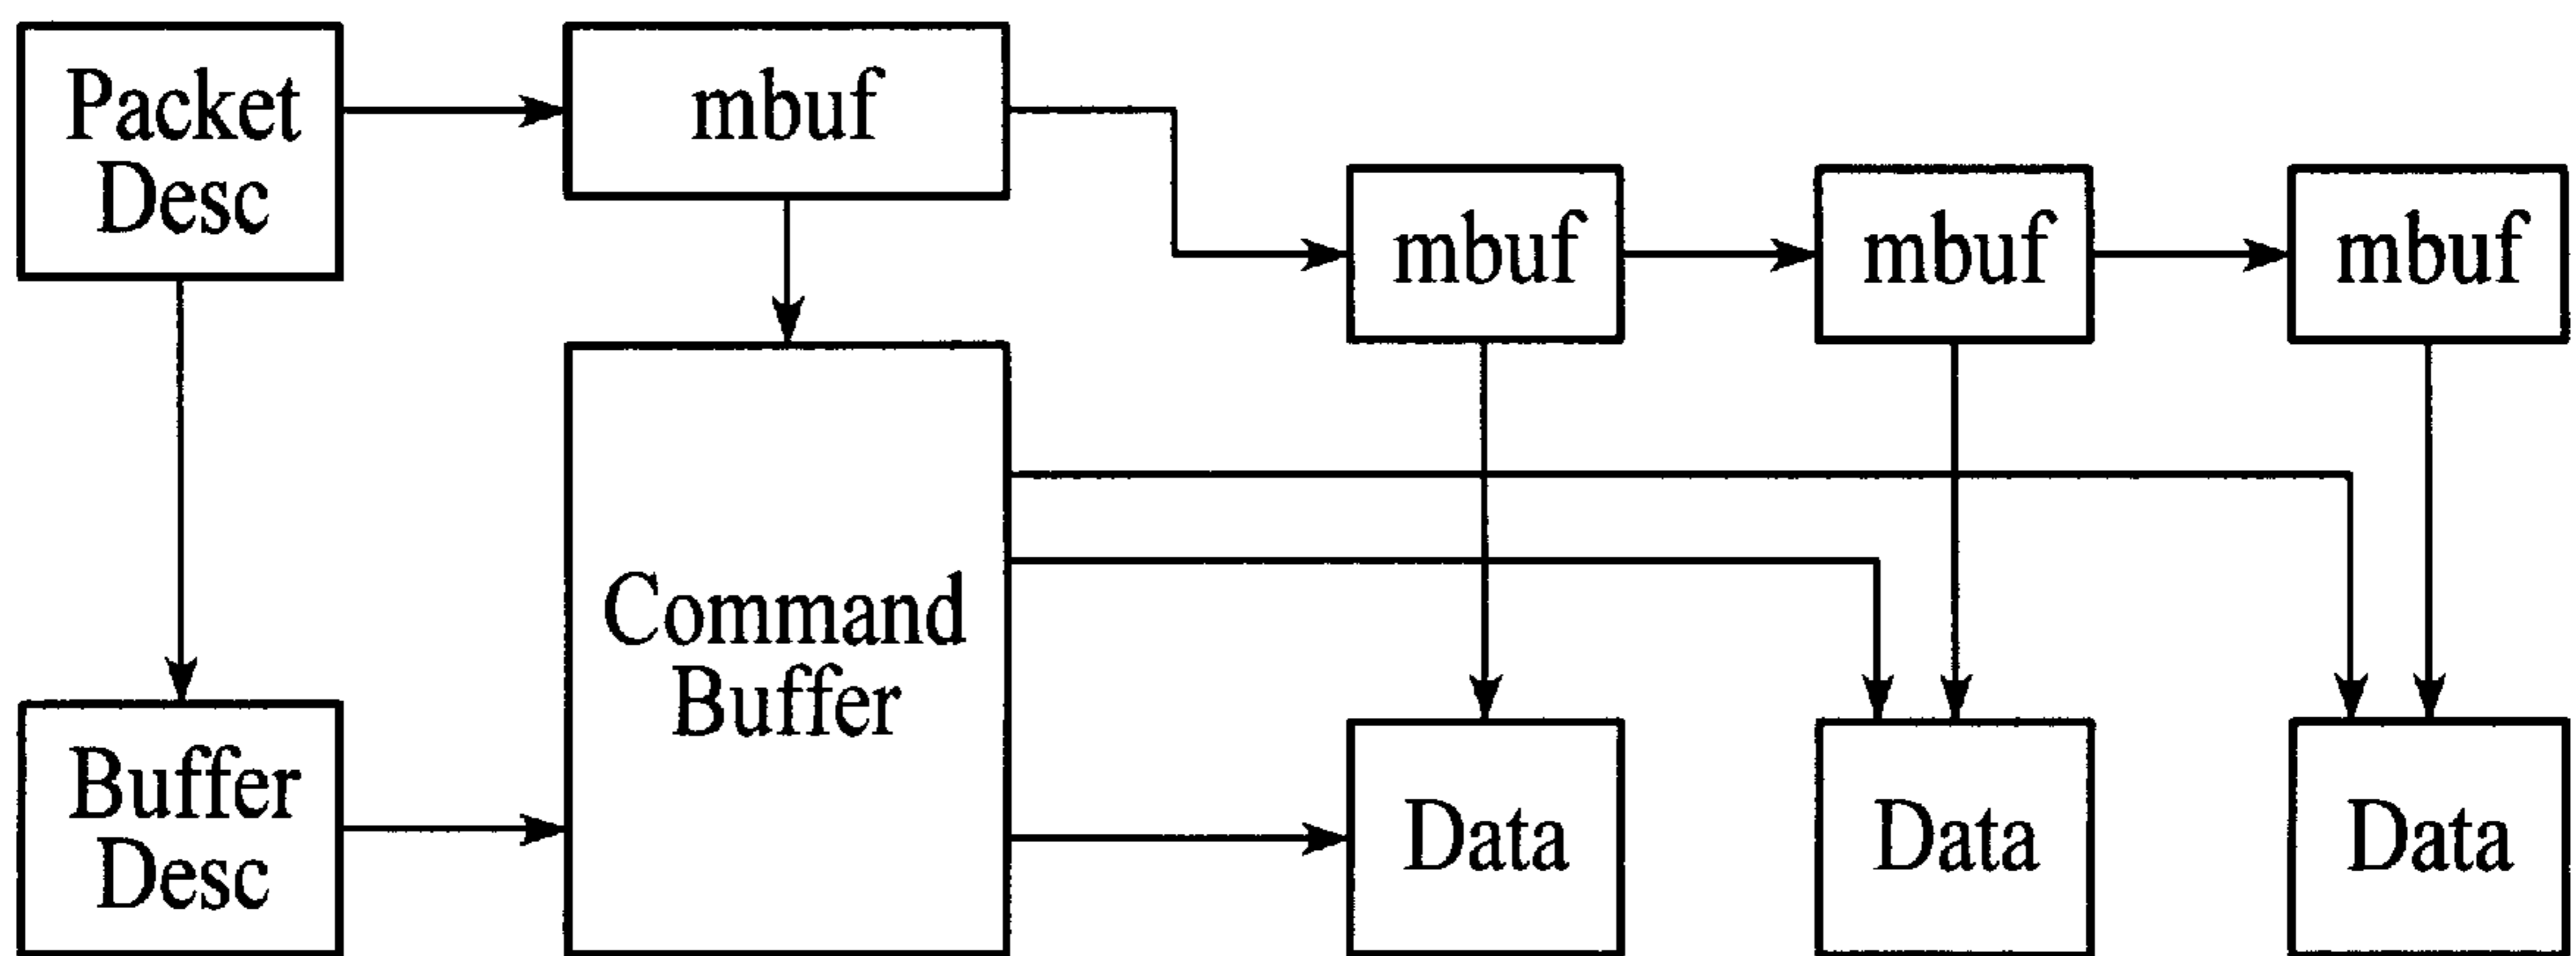 Packet
Desc
mbuf
mbuf
mbuf
mbuf
Command
Buffer
Buffer
Desc
Data
Data
Data